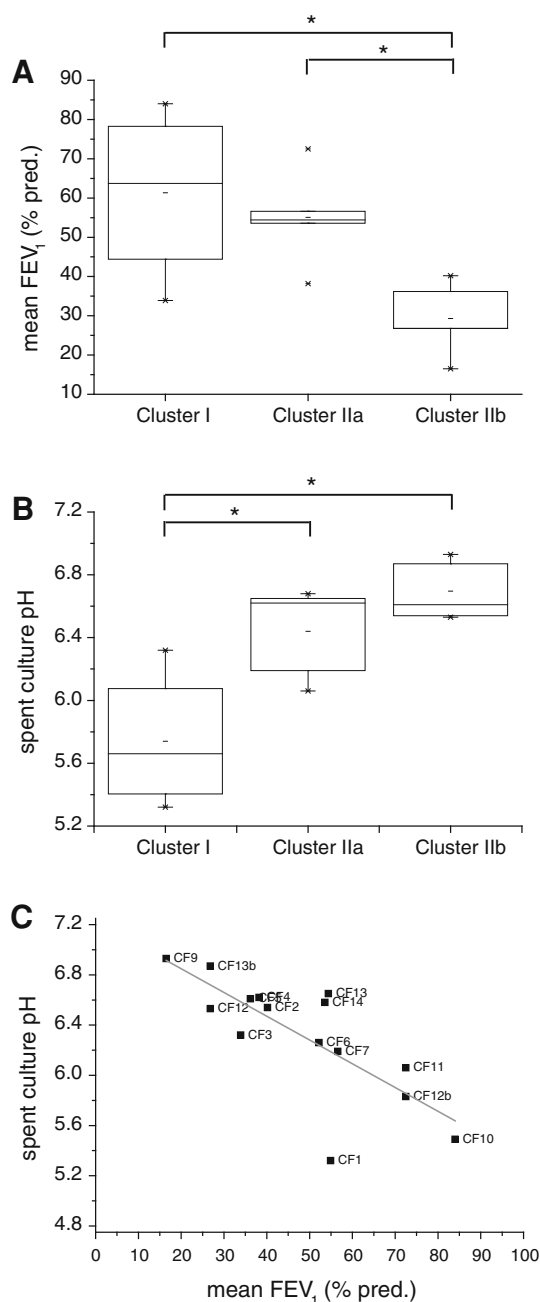 *
*
A
90
80
70
60
50
40
30
20
10
mean FEV1 (% pred.)
Cluster I Cluster IIa Cluster IIb
*
*
B
7.2
6.8
6.4
6.0
5.6
5.2
spent culture pH
Cluster I Cluster IIa Cluster IIb
C
7.2
6.8
6.4
6.0
5.6
5.2
4.8
spent culture pH
CF9
CF13b
CF4
CF13
CF14
CF12
CF2
CF3
CF6
CF7
CF11
CF12b
CF10
CF1
0 10 20 30 40 50 60 70 80 90 100
mean FEV1 (% pred.)